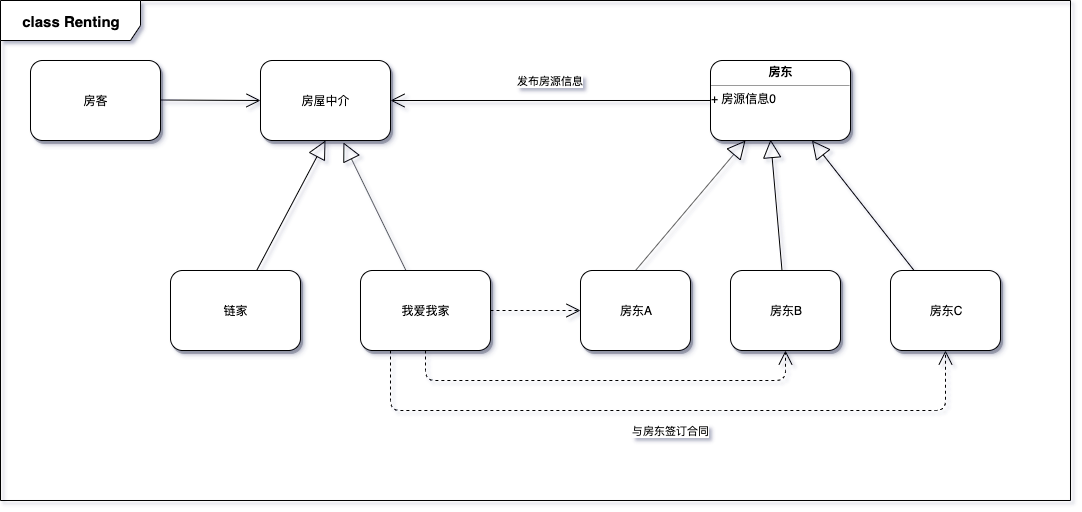 class Renting
房客
房屋中介
发布房源信息
房东
+ 房源信息0
链家
我爱我家
房东A
房东B
房东C
与房东签订合同